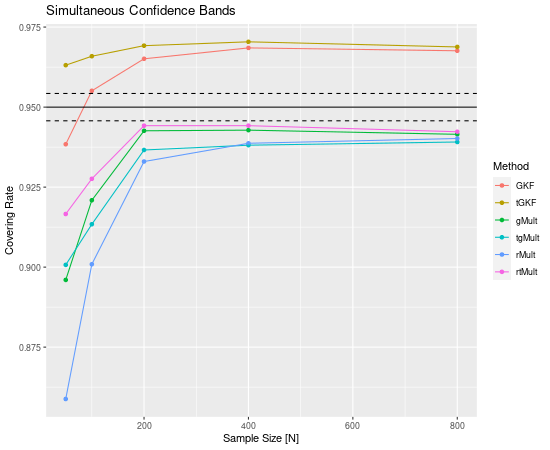 Simultaneous Confidence Bands
0.975
0.950
0.925
0.900
0.875
Covering Rate
200
400
600
800
Sample Size [N]
Method
GKF
tGKF
gMult
tgMult
rMult
rtMult